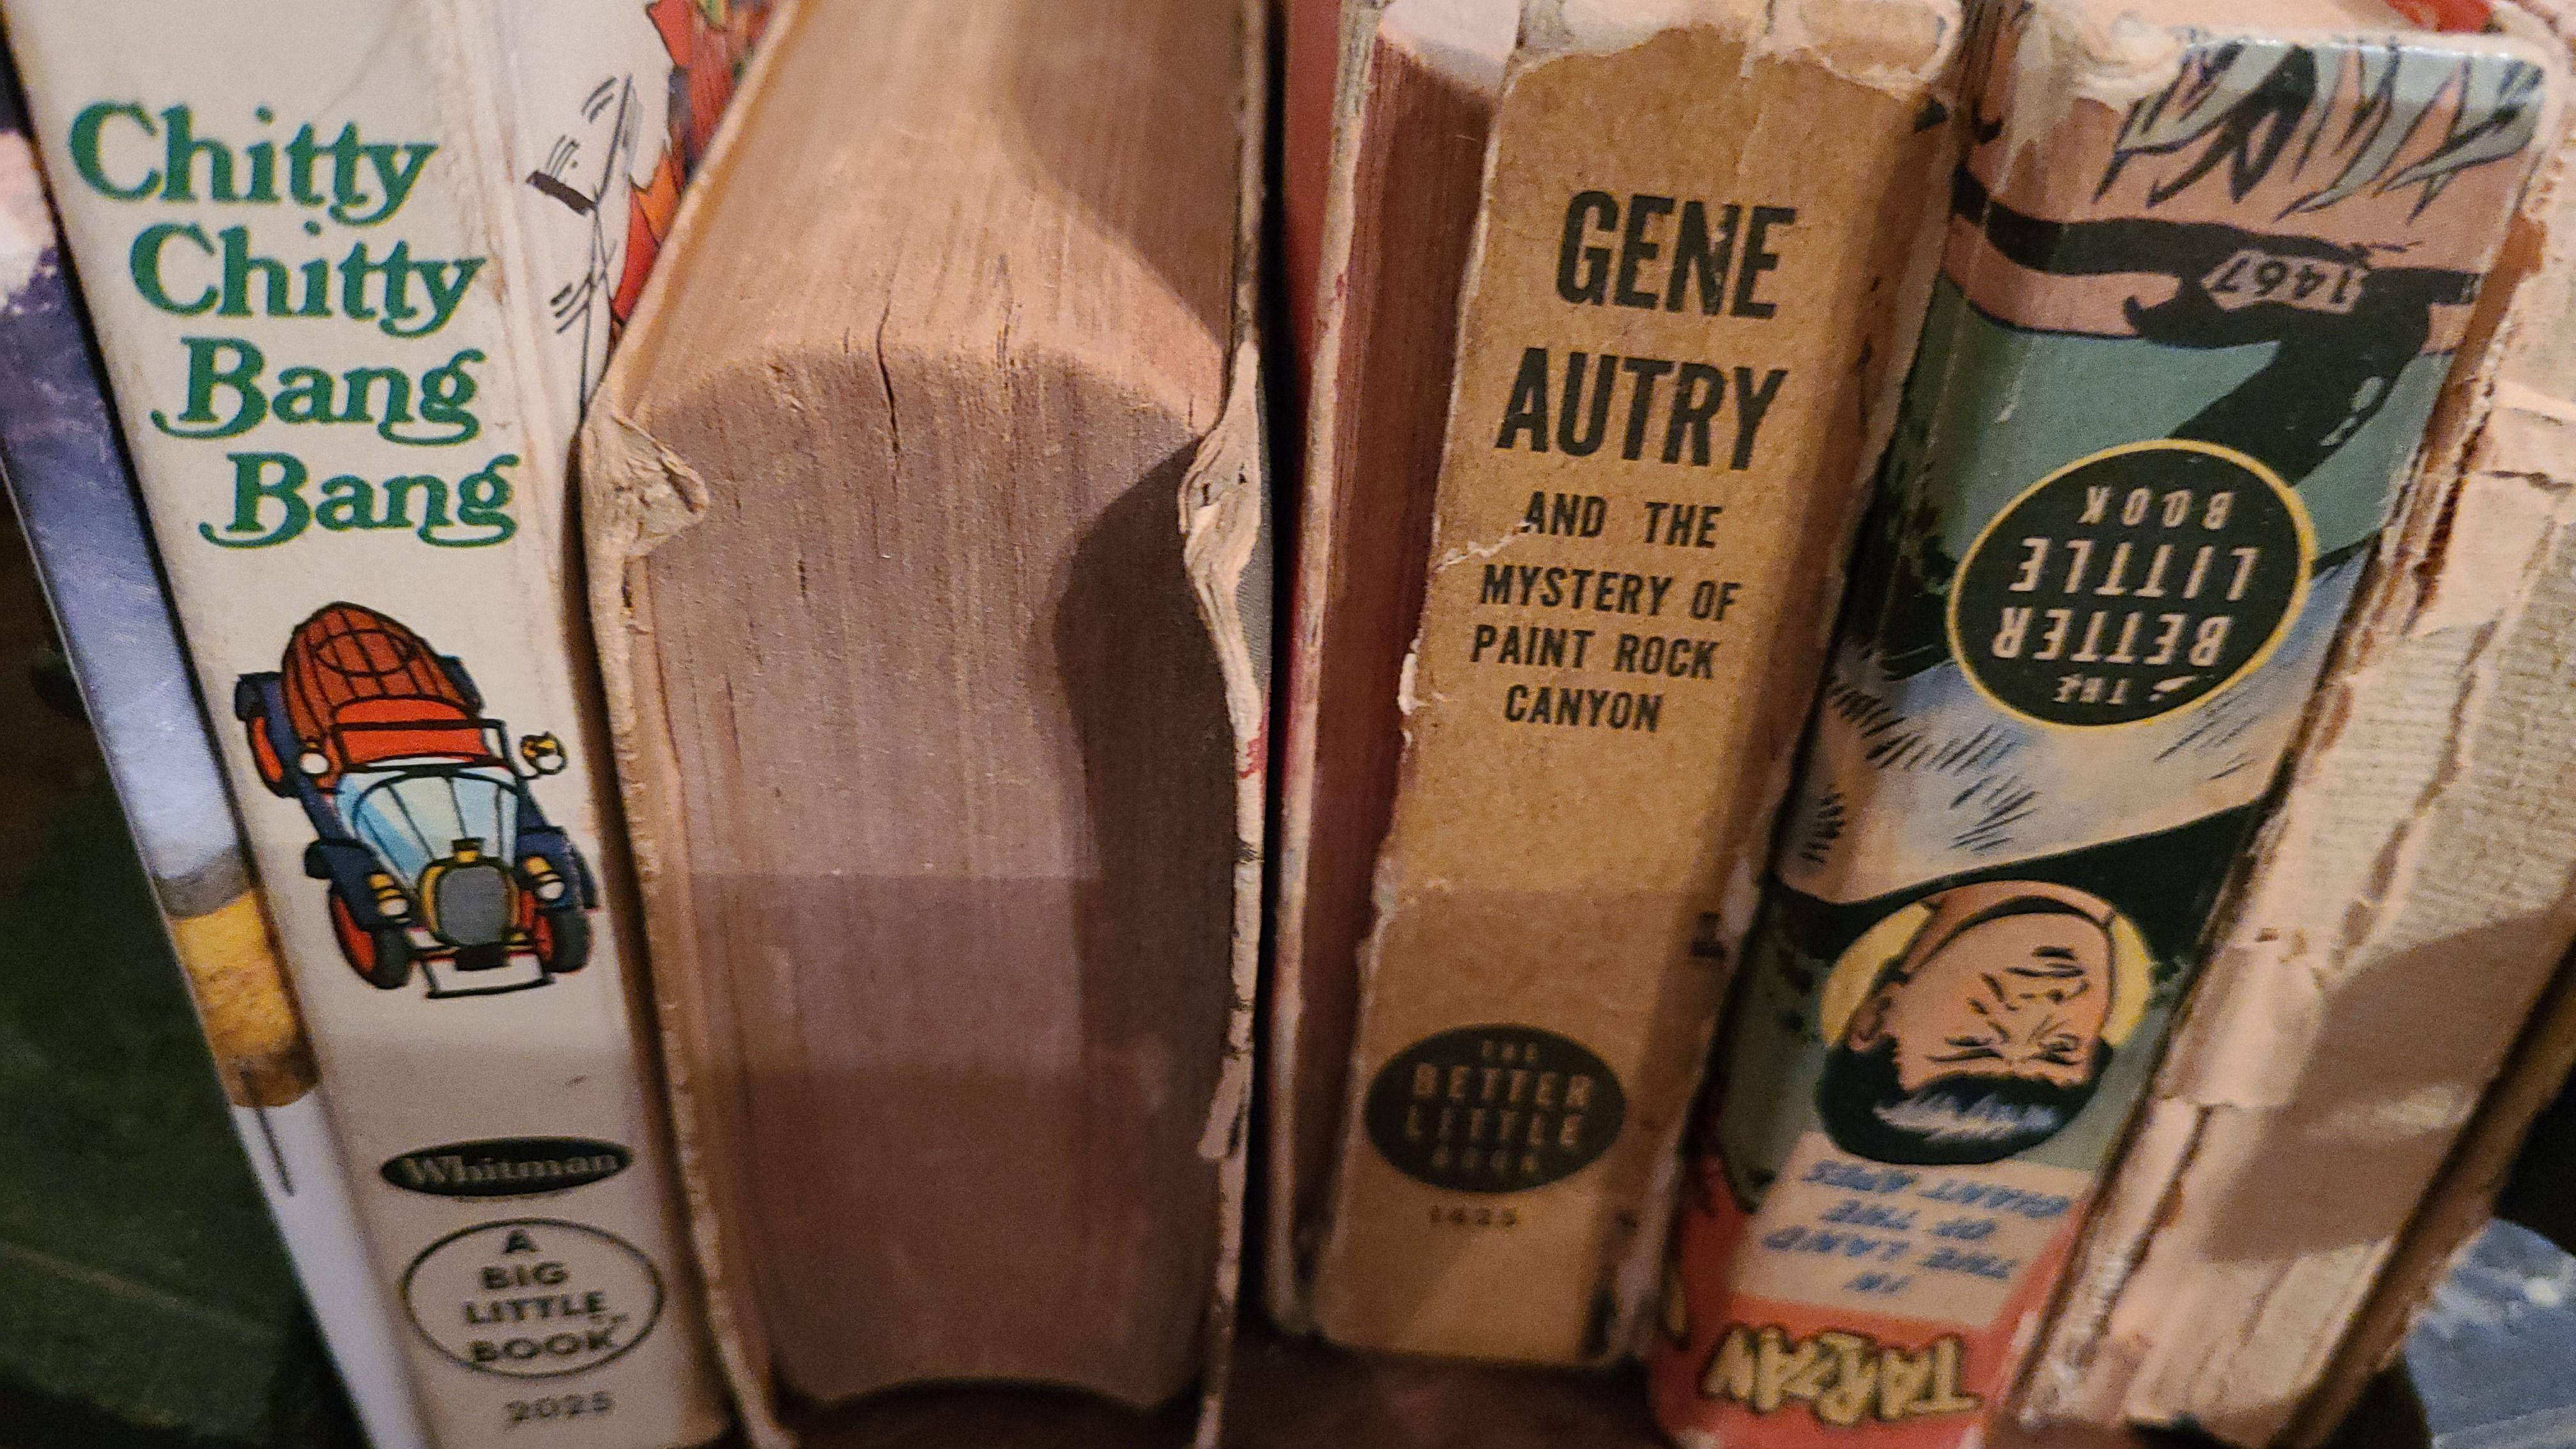 Chitty
Chitty
Bang
Bang
Whitman
A
BIG
LITTLE
BOOK
2025
GENE
AUTRY
AND THE
MYSTERY OF
PAINT ROCK
CANYON
THE
BETTER
LITTLE
BOOK
1425
TARZAN
IN
THE LAND
OF THE
GIANT APES
THE
BETTER
LITTLE
BOOK
1467